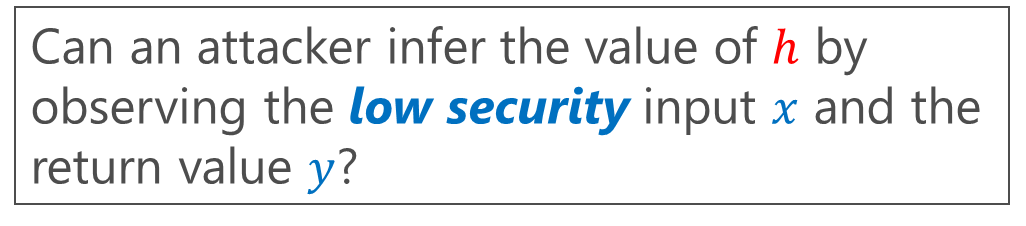 Can an attacker infer the value of h by
observing the low security input x and the
return value y?